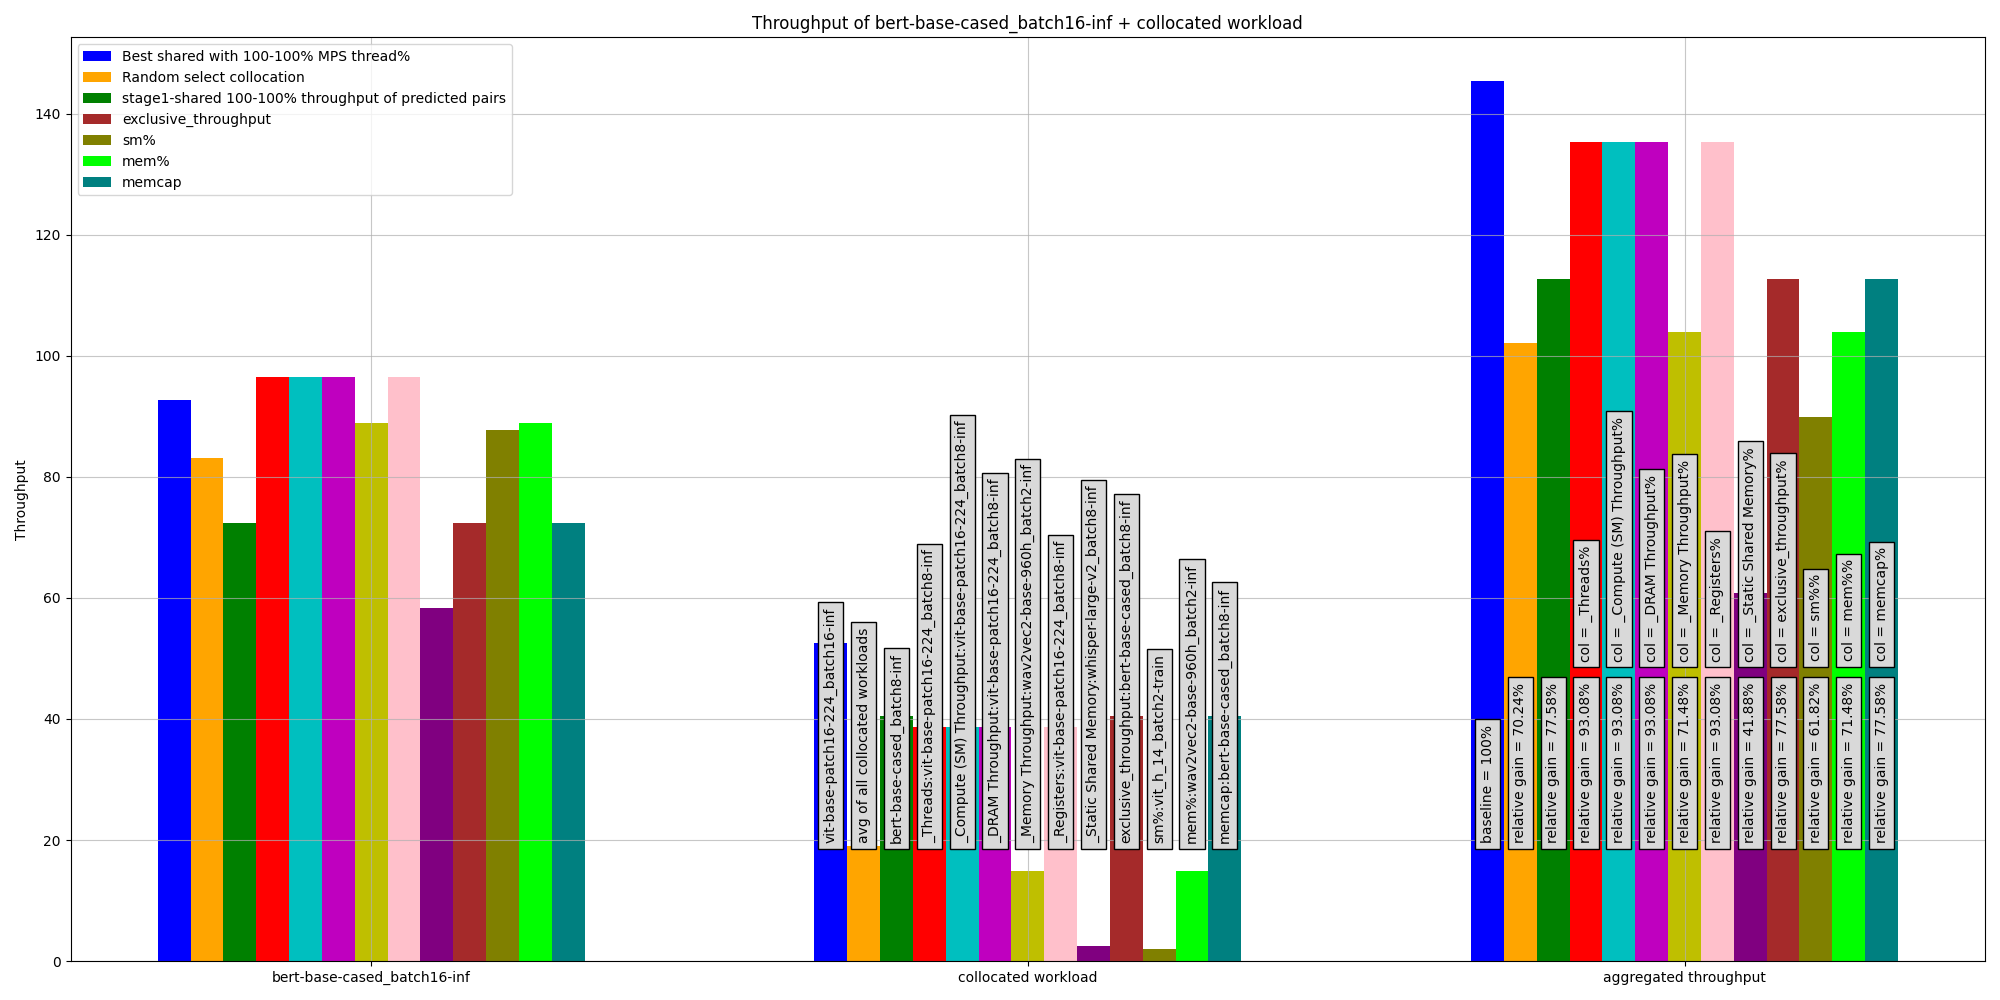 Throughput of bert-base-cased_batch16-inf + collocated workload
Best shared with 100-100% MPS thread%
Random select collocation
stage1-shared 100-100% throughput of predicted pairs
exclusive_throughput
sm%
mem%
memcap
Throughput
140
120
100
80
60
40
20
0
vit-base-patch16-224_batch16-inf
avg of all collocated workloads
bert-base-cased_batch8-inf
_Threads:vit-base-patch16-224_batch8-inf
_Compute (SM) Throughput:vit-base-patch16-224_batch8-inf
_DRAM Throughput:vit-base-patch16-224_batch8-inf
_Memory Throughput:wav2vec2-base-960h_batch2-inf
_Registers:vit-base-patch16-224_batch8-inf
_Static Shared Memory:whisper-large-v2_batch8-inf
exclusive_throughput:bert-base-cased_batch8-inf
sm%:vit_h_14_batch2-train
mem%:wav2vec2-base-960h_batch2-inf
memcap:bert-base-cased_batch8-inf
col = _Threads%
col = _Compute (SM) Throughput%
col = _DRAM Throughput%
col = _Memory Throughput%
col = _Registers%
col = _Static Shared Memory%
col = exclusive_throughput%
col = sm%%
col = mem%%
col = memcap%
baseline = 100%
relative gain = 70.24%
relative gain = 77.58%
relative gain = 93.08%
relative gain = 93.08%
relative gain = 93.08%
relative gain = 71.48%
relative gain = 93.08%
relative gain = 41.88%
relative gain = 77.58%
relative gain = 61.82%
relative gain = 71.48%
relative gain = 77.58%
bert-base-cased_batch16-inf
collocated workload
aggregated throughput